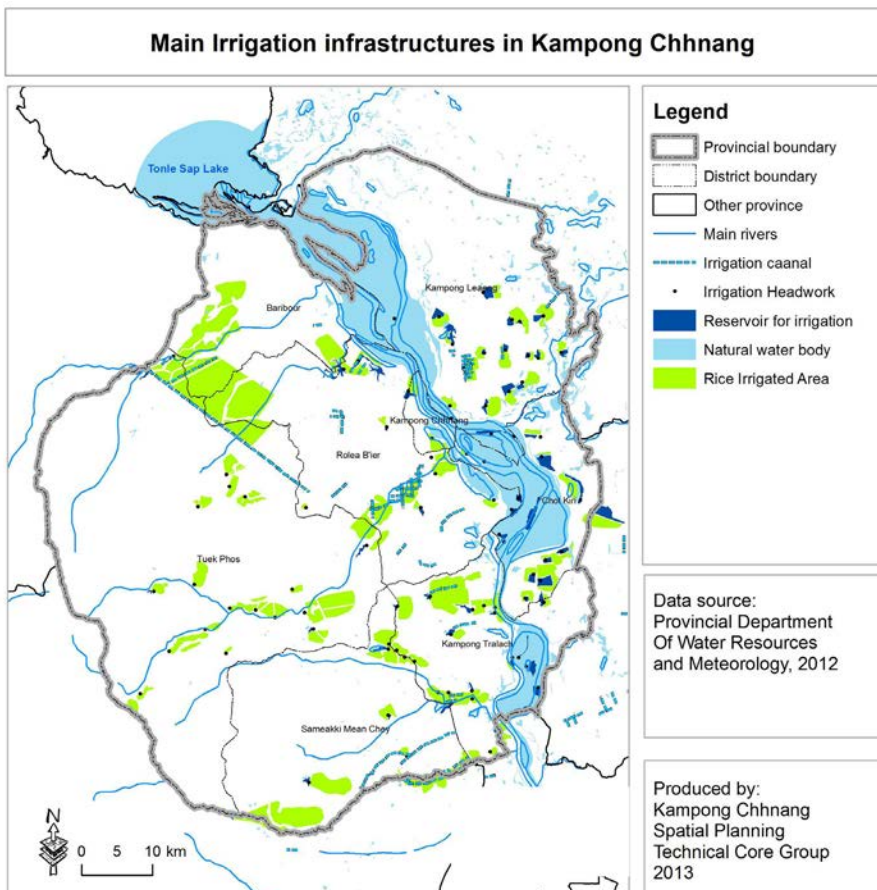 Main Irrigation infrastructures in Kampong Chhnang
Tonle Sap Lake
Kampong Leaeng
Baribour
Kampong Chhnang
Rolea B'ier
Chol Kiri
Tuek Phos
Kampong Tralach
Sameakki Mean Chey
N
0 5 10 km
Legend
Provincial boundary
District boundary
Other province
Main rivers
Irrigation caanal
Irrigation Headwork
Reservoir for irrigation
Natural water body
Rice Irrigated Area
Data source:
Provincial Department
Of Water Resources
and Meteorology, 2012
Produced by:
Kampong Chhnang
Spatial Planning
Technical Core Group
2013